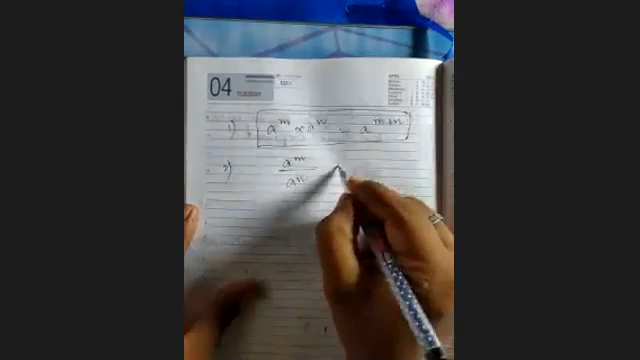 04
TUESDAY
1) a^m × a^n = a^{m+n}
2) a^m / a^n